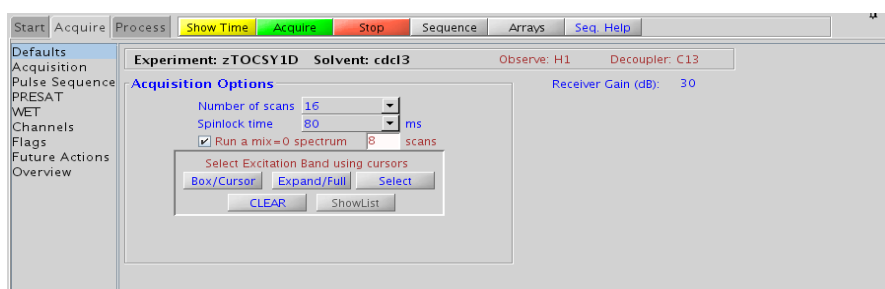 Start Acquire Process Show Time Acquire Stop Sequence Arrays Seq. Help
Defaults
Acquisition
Pulse Sequence
PRESAT
WET
Channels
Flags
Future Actions
Overview
Experiment: zTOCSY1D Solvent: cdcl3 Observe: H1 Decoupler: C13
Acquisition Options
Receiver Gain (dB): 30
Number of scans 16
Spinlock time 80 ms
Run a mix=0 spectrum 8 scans
Select Excitation Band using cursors
Box/Cursor Expand/Full Select
CLEAR ShowList